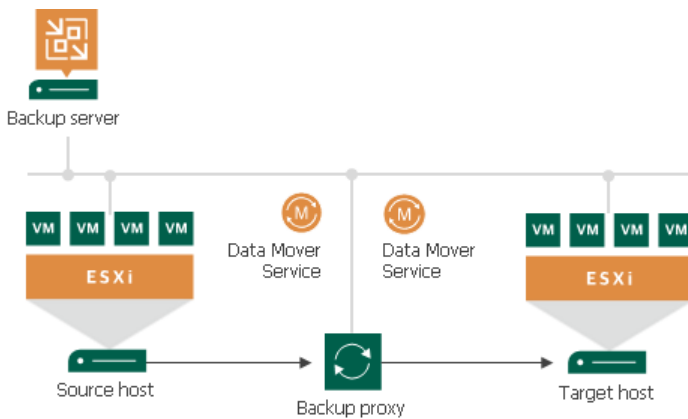 Backup server
VM VM VM VM
ESXi
Source host
M
Data Mover
Service
M
Data Mover
Service
Backup proxy
VM VM VM VM
ESXi
Target host